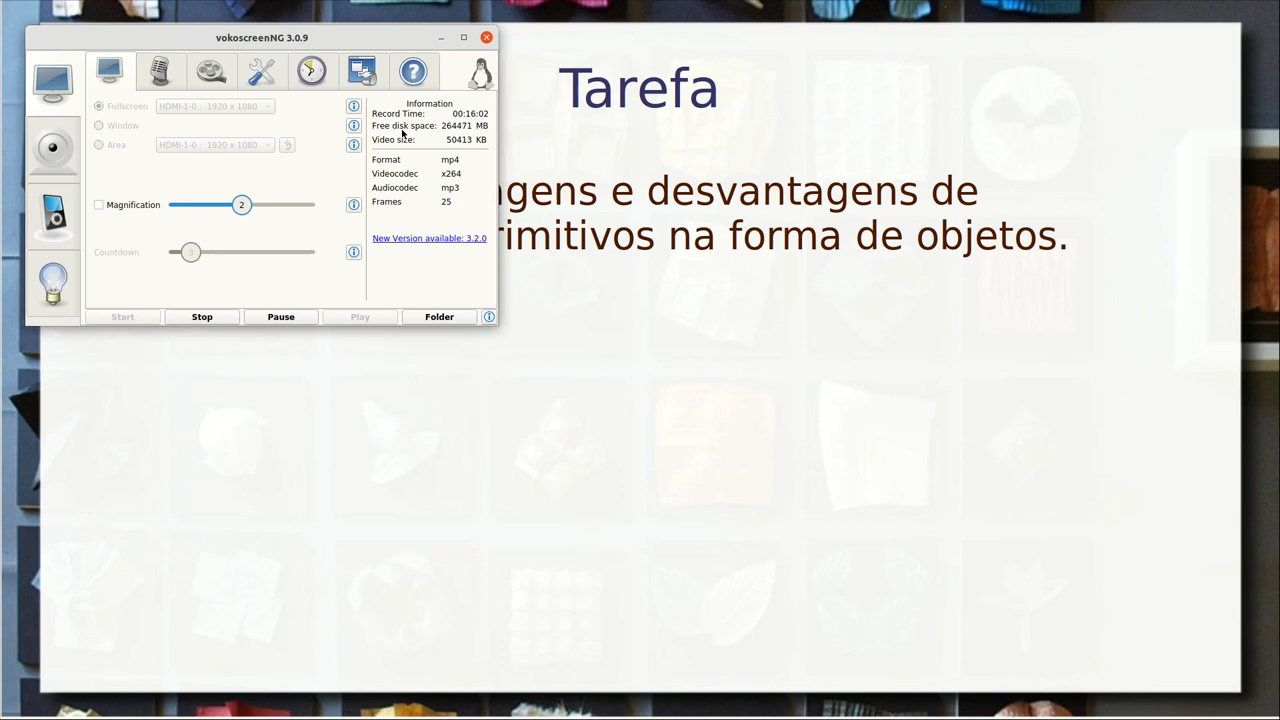 vokoscreenNG 3.0.9
Tarefa
Fullscreen
HDMI-1-0 : 1920 x 1080
Window
Area
HDMI-1-0 : 1920 x 1080
Magnification
2
Countdown
3
Information
Record Time: 00:16:02
Free disk space: 264471 MB
Video size: 50413 KB
Format mp4
Videocodec x264
Audiocodec mp3
Frames 25
New Version available: 3.2.0
Start
Stop
Pause
Play
Folder
e desvantagens de
na forma de objetos.